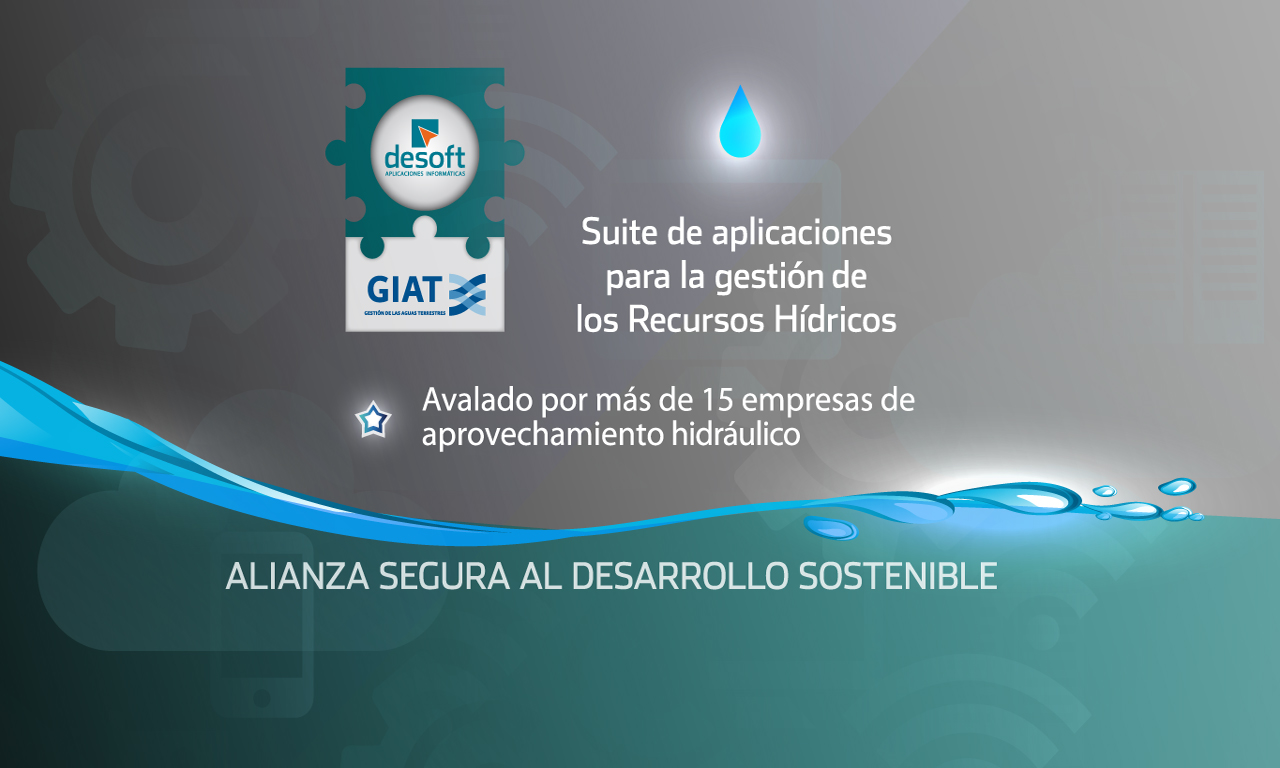 desoft
APLICACIONES INFORMÁTICAS
GIAT
GESTIÓN DE LAS AGUAS TERRESTRES
Suite de aplicaciones
para la gestión de
los Recursos Hídricos
Avalado por más de 15 empresas de
aprovechamiento hidráulico
ALIANZA SEGURA AL DESARROLLO SOSTENIBLE